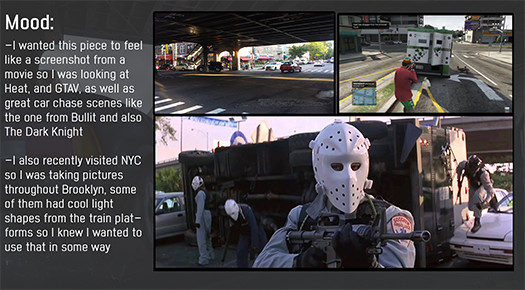 Mood:
–I wanted this piece to feel
like a screenshot from a
movie so I was looking at
Heat, and GTAV, as well as
great car chase scenes like
the one from Bullit and also
The Dark Knight
–I also recently visited NYC
so I was taking pictures
throughout Brooklyn, some
of them had cool light
shapes from the train plat–
forms so I knew I wanted to
use that in some way